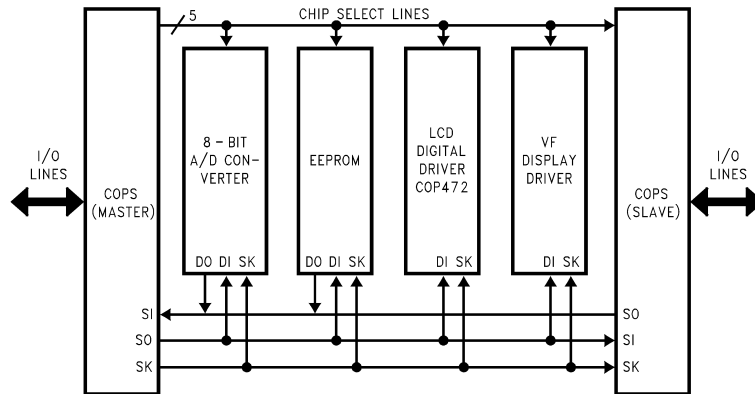 5
CHIP SELECT LINES
I/O
LINES
COPS
(MASTER)
8 – BIT
A/D CON-
VERTER
DO DI SK
EEPROM
DO DI SK
LCD
DIGITAL
DRIVER
COP472
DI SK
VF
DISPLAY
DRIVER
DI SK
COPS
(SLAVE)
I/O
LINES
SI
SO
SO
SI
SK
SK